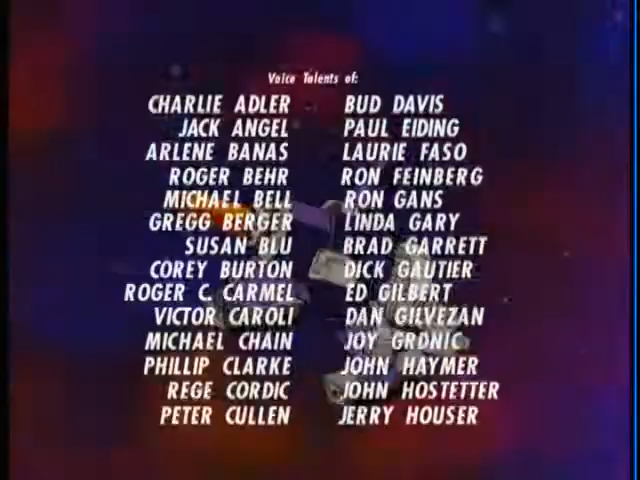 Voice Talents of:
CHARLIE ADLER
JACK ANGEL
ARLENE BANAS
ROGER BEHR
MICHAEL BELL
GREGG BERGER
SUSAN BLU
COREY BURTON
ROGER C. CARMEL
VICTOR CAROLI
MICHAEL CHAIN
PHILLIP CLARKE
REGE CORDIC
PETER CULLEN
BUD DAVIS
PAUL EIDING
LAURIE FASO
RON FEINBERG
RON GANS
LINDA GARY
BRAD GARRETT
DICK GAUTIER
ED GILBERT
DAN GILVEZAN
JOY GRDNIC
JOHN HAYMER
JOHN HOSTETTER
JERRY HOUSER